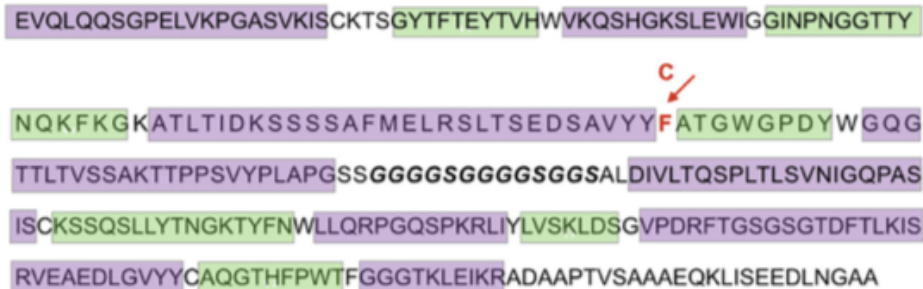 EVQLQQSGPELVKPGASVKISCKTSGYTFTEYTVHWVKQSHGKSLEWIGGINPNGGTTY
C
NQKFKGKATLTIDKSSSSAFMELRSLTSEDSAVYYFATGWGPDYWGQG
TTLTVSSAKTTPPSVYPLAPGSSGGGGSGGGGSGGSALDIVLTQSPLTLSVNIGQPAS
ISCKSSQSLLYTNGKTYFNWLLQRPGQSPKRLIYLVSKLDSGVPDRFTGSGSGTDFTLKIS
RVEAEDLGVYYCAQGTHFPWTFGGGTKLEIKRADAAPTVSAAAEQKLISEEDLNGAA